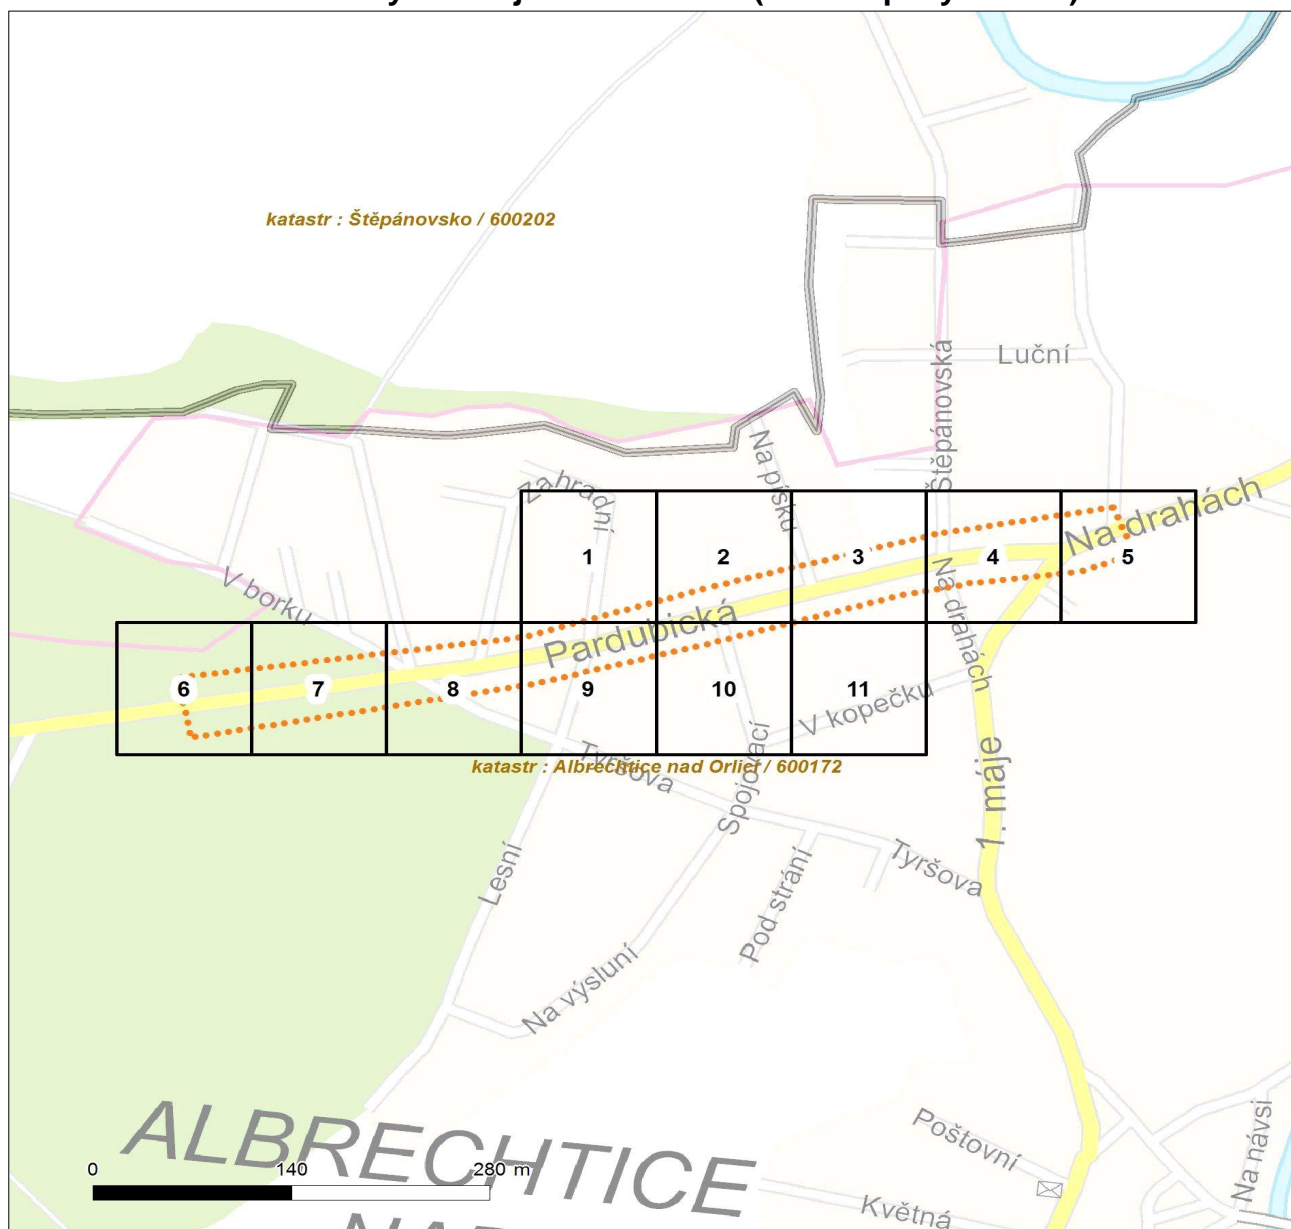 katastr : Štěpánovsko / 600202
Luční
Štěpánovská
Na písku
Zahradní
Na drahách
1
2
3
4
5
V borku
Na drahách
Pardubická
6
7
8
9
10
11
V kopečku
Spojovací
Tyršova
katastr : Albrechtice nad Orlicí / 600172
1. máje
Tyršova
Lesní
Pod strání
Na výsluní
ALBRECHTICE
0 140 280 m
Poštovní
Na návsi
Květná